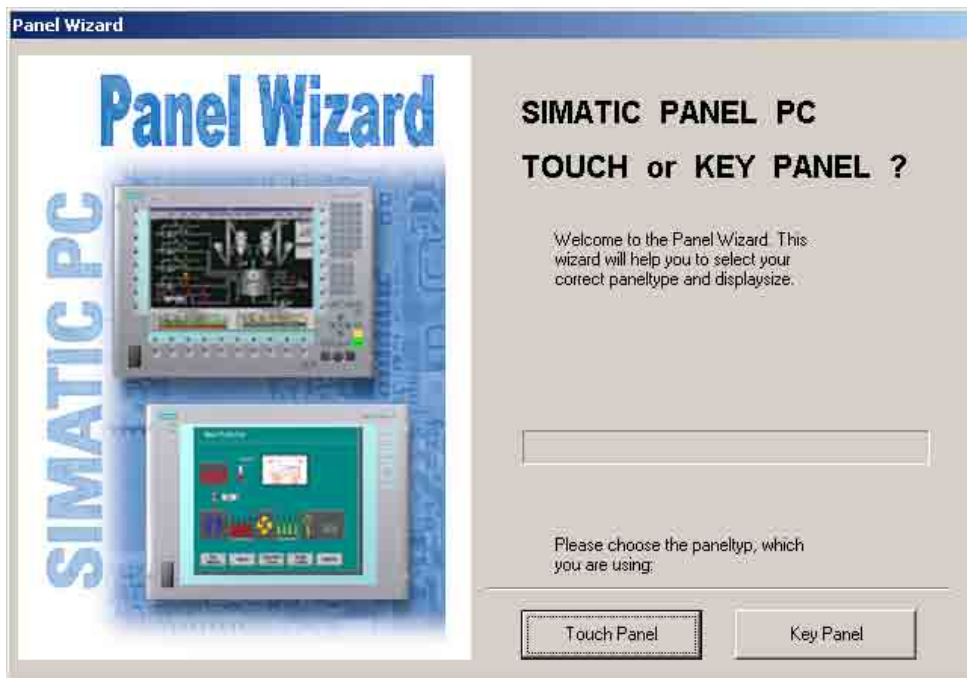 Panel Wizard
Panel Wizard
SIMATIC PC
SIMATIC PANEL PC
TOUCH or KEY PANEL ?
Welcome to the Panel Wizard. This
wizard will help you to select your
correct paneltype and displaysize.
Please choose the paneltyp, which
you are using:
Touch Panel
Key Panel